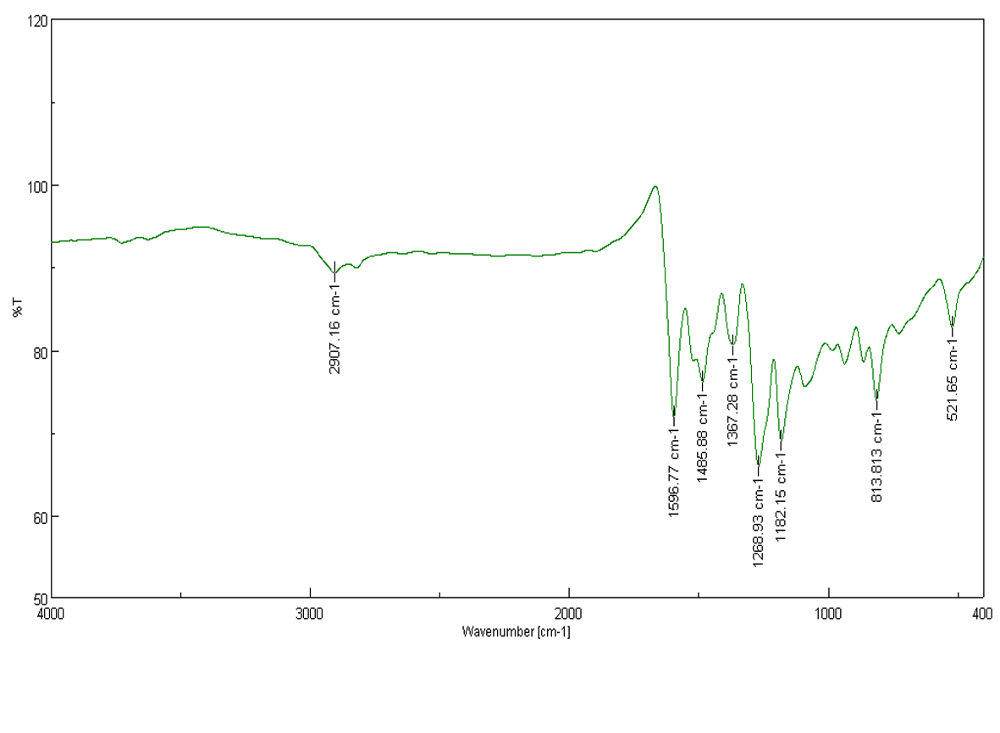 120
100
80
60
50
%T
4000
3000
2000
1000
400
Wavenumber [cm-1]
2907.16 cm-1
1596.77 cm-1
1485.88 cm-1
1367.28 cm-1
1268.93 cm-1
1182.15 cm-1
813.813 cm-1
521.65 cm-1